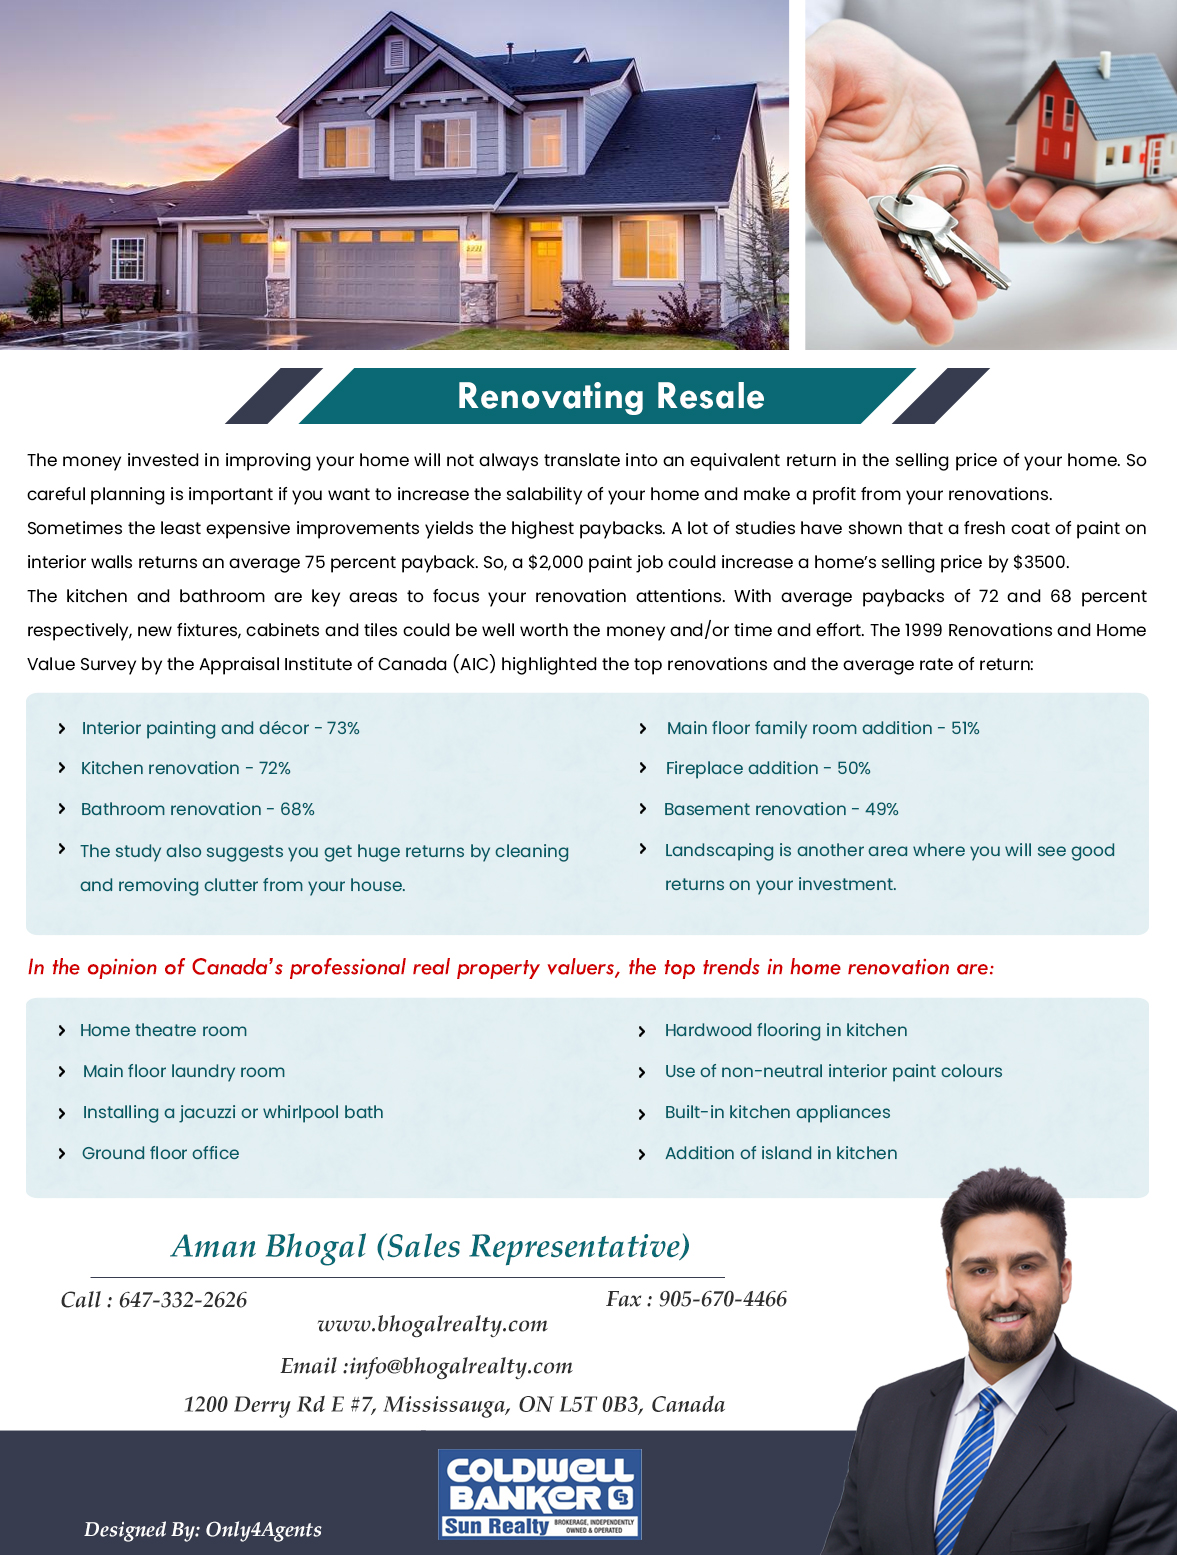 Renovating Resale
The money invested in improving your home will not always translate into an equivalent return in the selling price of your home. So
careful planning is important if you want to increase the salability of your home and make a profit from your renovations.
Sometimes the least expensive improvements yields the highest paybacks. A lot of studies have shown that a fresh coat of paint on
interior walls returns an average 75 percent payback. So, a $2,000 paint job could increase a home’s selling price by $3500.
The kitchen and bathroom are key areas to focus your renovation attentions. With average paybacks of 72 and 68 percent
respectively, new fixtures, cabinets and tiles could be well worth the money and/or time and effort. The 1999 Renovations and Home
Value Survey by the Appraisal Institute of Canada (AIC) highlighted the top renovations and the average rate of return:
Interior painting and décor - 73%
Kitchen renovation - 72%
Bathroom renovation - 68%
The study also suggests you get huge returns by cleaning
and removing clutter from your house.
Main floor family room addition - 51%
Fireplace addition - 50%
Basement renovation - 49%
Landscaping is another area where you will see good
returns on your investment.
In the opinion of Canada’s professional real property valuers, the top trends in home renovation are:
Home theatre room
Main floor laundry room
Installing a jacuzzi or whirlpool bath
Ground floor office
Hardwood flooring in kitchen
Use of non-neutral interior paint colours
Built-in kitchen appliances
Addition of island in kitchen
Aman Bhogal (Sales Representative)
Call : 647-332-2626
Fax : 905-670-4466
www.bhogalrealty.com
Email :info@bhogalrealty.com
1200 Derry Rd E #7, Mississauga, ON L5T 0B3, Canada
COLDWELL
BANKER CB
Sun Realty
BROKERAGE, INDEPENDENTLY
OWNED & OPERATED
Designed By: Only4Agents